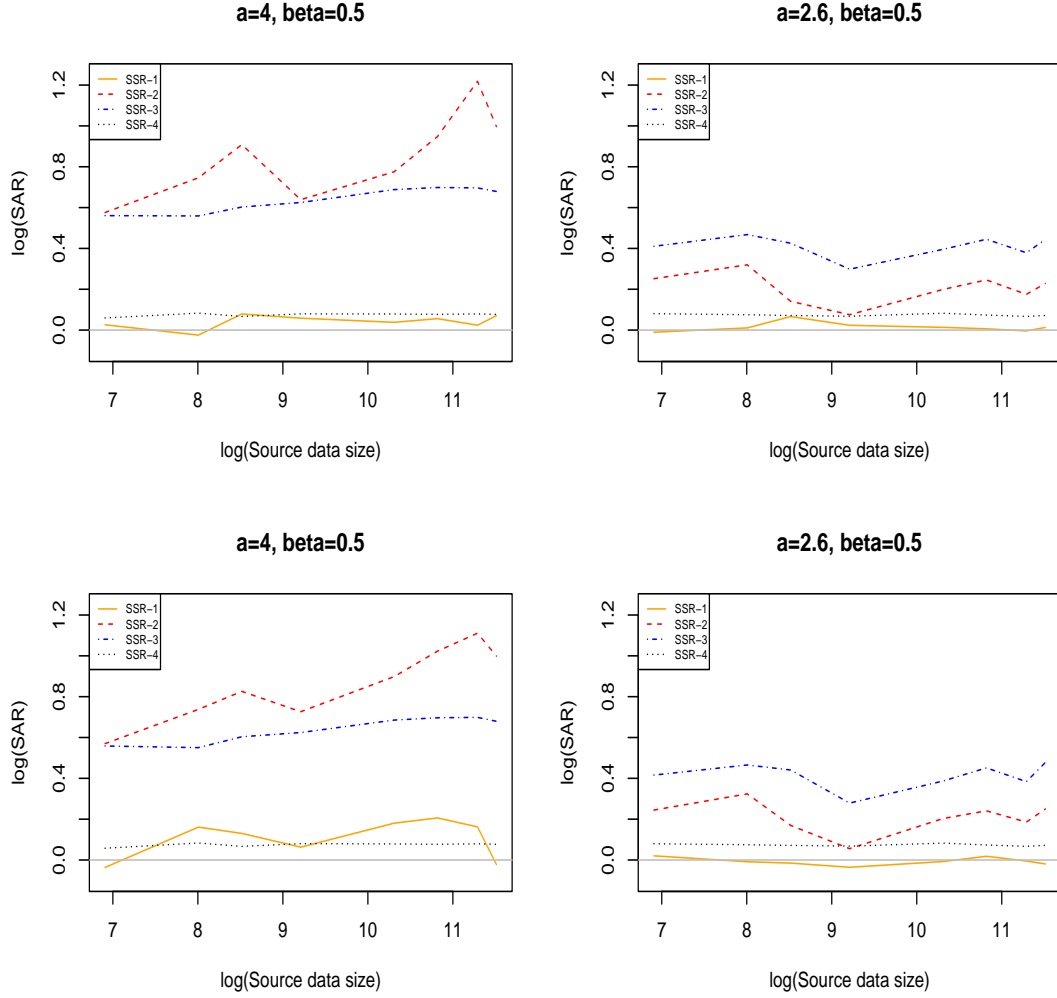 a=4, beta=0.5
SSR−1
SSR−2
SSR−3
SSR−4
log(SAR)
0.0
0.4
0.8
1.2
7
8
9
10
11
log(Source data size)
a=2.6, beta=0.5
SSR−1
SSR−2
SSR−3
SSR−4
log(SAR)
0.0
0.4
0.8
1.2
7
8
9
10
11
log(Source data size)
a=4, beta=0.5
SSR−1
SSR−2
SSR−3
SSR−4
log(SAR)
0.0
0.4
0.8
1.2
7
8
9
10
11
log(Source data size)
a=2.6, beta=0.5
SSR−1
SSR−2
SSR−3
SSR−4
log(SAR)
0.0
0.4
0.8
1.2
7
8
9
10
11
log(Source data size)